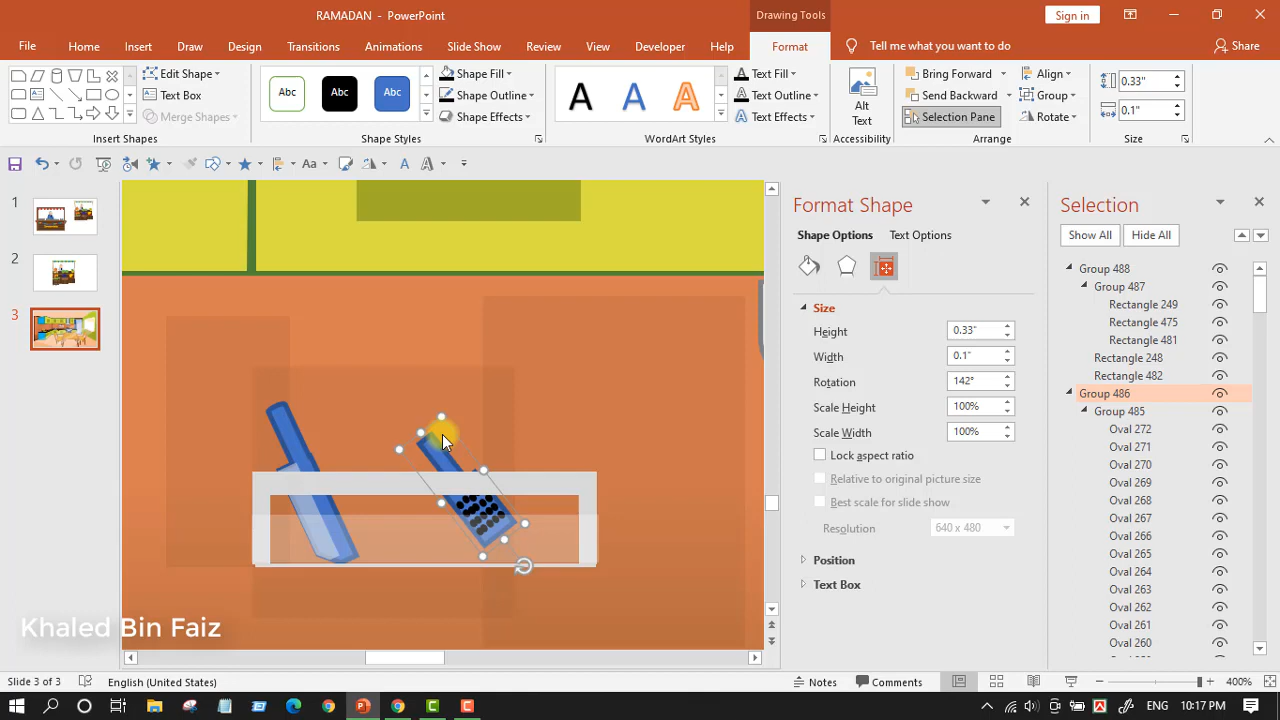 RAMADAN - PowerPoint
Drawing Tools
Sign in
File
Home
Insert
Draw
Design
Transitions
Animations
Slide Show
Review
View
Developer
Help
Format
Tell me what you want to do
Share
Edit Shape
Text Box
Merge Shapes
Insert Shapes
Abc
Abc
Abc
Shape Fill
Shape Outline
Shape Effects
Shape Styles
A
A
A
Text Fill
Text Outline
Text Effects
WordArt Styles
Alt
Text
Accessibility
Bring Forward
Send Backward
Selection Pane
Align
Group
Rotate
Arrange
0.33"
0.1"
Size
Aa
A
A
1
2
3
Khaled Bin Faiz
Format Shape
Shape Options
Text Options
Size
Height
0.33"
Width
0.1"
Rotation
142°
Scale Height
100%
Scale Width
100%
Lock aspect ratio
Relative to original picture size
Best scale for slide show
Resolution
640 x 480
Position
Text Box
Selection
Show All
Hide All
Group 488
Group 487
Rectangle 249
Rectangle 475
Rectangle 481
Rectangle 248
Rectangle 482
Group 486
Group 485
Oval 272
Oval 271
Oval 270
Oval 269
Oval 268
Oval 267
Oval 266
Oval 265
Oval 264
Oval 263
Oval 262
Oval 261
Oval 260
Slide 3 of 3
English (United States)
Notes
Comments
400%
10:17 PM